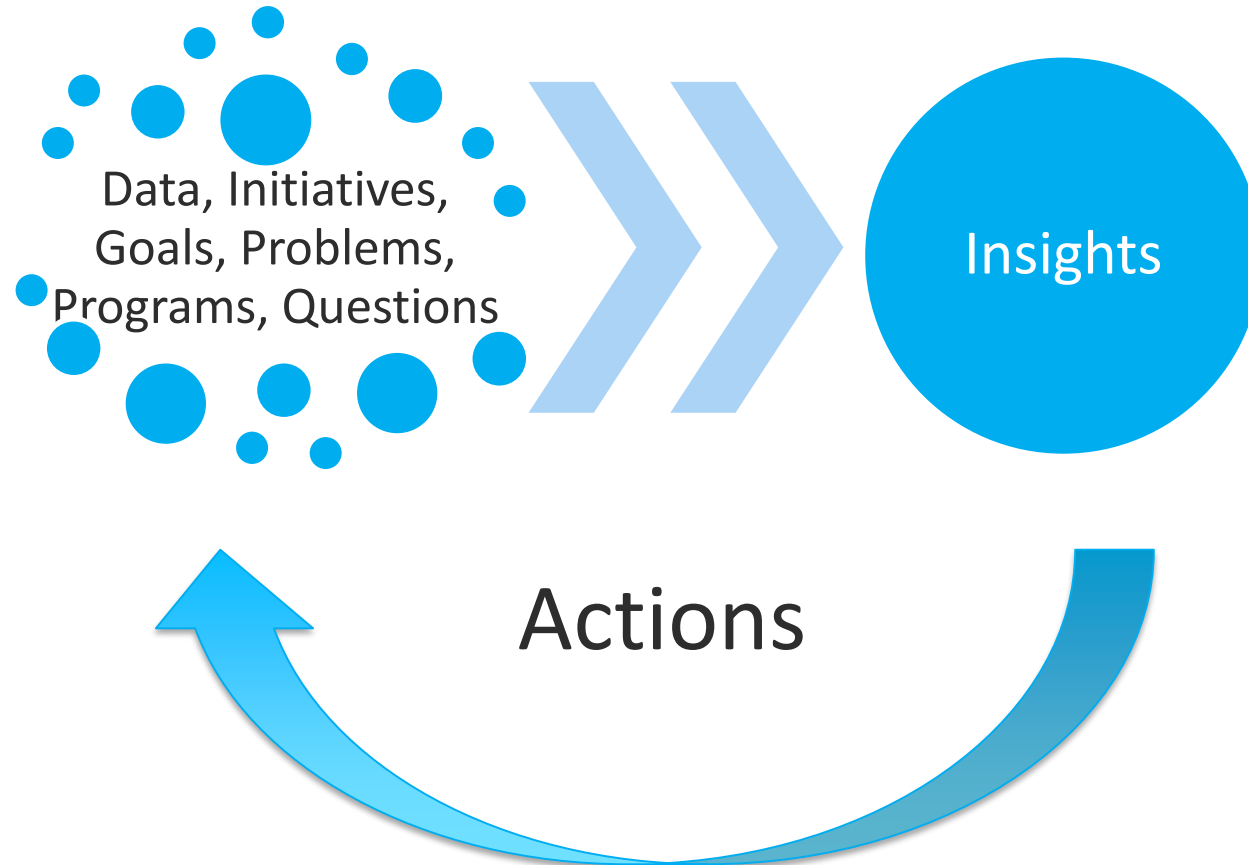 Data, Initiatives,
Goals, Problems,
Programs, Questions
Insights
Actions